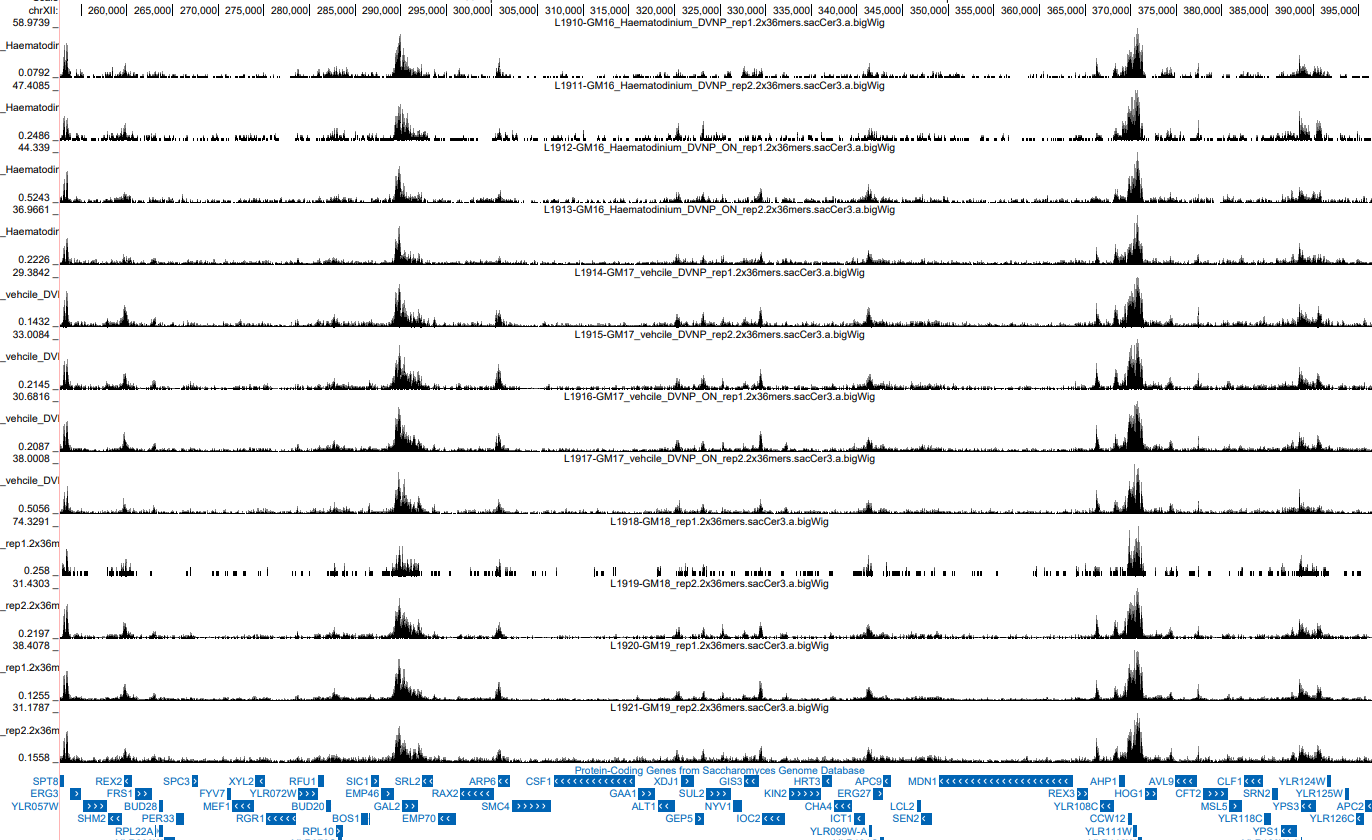 chrXII: 260,000 265,000 270,000 275,000 280,000 285,000 290,000 295,000 300,000 305,000 310,000 315,000 320,000 325,000 330,000 335,000 340,000 345,000 350,000 355,000 360,000 365,000 370,000 375,000 380,000 385,000 390,000 395,000
58.9739 _ L1910-GM16_Haematodinium_DVNP_rep1.2x36mers.sacCer3.a.bigWig
_Haematodir
0.0792 _
47.4085 _ L1911-GM16_Haematodinium_DVNP_rep2.2x36mers.sacCer3.a.bigWig
_Haematodir
0.2486 _
44.339 _ L1912-GM16_Haematodinium_DVNP_ON_rep1.2x36mers.sacCer3.a.bigWig
_Haematodir
0.5243 _
36.9661 _ L1913-GM16_Haematodinium_DVNP_ON_rep2.2x36mers.sacCer3.a.bigWig
_Haematodir
0.2226 _
29.3842 _ L1914-GM17_vehcile_DVNP_rep1.2x36mers.sacCer3.a.bigWig
_vehcile_DVI
0.1432 _
33.0084 _ L1915-GM17_vehcile_DVNP_rep2.2x36mers.sacCer3.a.bigWig
_vehcile_DVI
0.2145 _
30.6816 _ L1916-GM17_vehcile_DVNP_ON_rep1.2x36mers.sacCer3.a.bigWig
_vehcile_DVI
0.2087 _
38.0008 _ L1917-GM17_vehcile_DVNP_ON_rep2.2x36mers.sacCer3.a.bigWig
_vehcile_DVI
0.5056 _
74.3291 _ L1918-GM18_rep1.2x36mers.sacCer3.a.bigWig
_rep1.2x36m
0.258 _
31.4303 _ L1919-GM18_rep2.2x36mers.sacCer3.a.bigWig
_rep2.2x36m
0.2197 _
38.4078 _ L1920-GM19_rep1.2x36mers.sacCer3.a.bigWig
_rep1.2x36m
0.1255 _
31.1787 _ L1921-GM19_rep2.2x36mers.sacCer3.a.bigWig
_rep2.2x36m
0.1558 _
Protein-Coding Genes from Saccharomyces Genome Database
SPT8 REX2 SPC3 XYL2 RFU1 SIC1 SRL2 ARP6 CSF1 XDJ1 GIS3 HRT3 APC9 MDN1 AHP1 AVL9 CLF1 YLR124W
ERG3 FRS1 FYV7 YLR072W EMP46 RAX2 GAA1 SUL2 KIN2 ERG27 REX3 HOG1 CFT2 SRN2 YLR125W
YLR057W BUD28 MEF1 BUD20 GAL2 SMC4 ALT1 NYV1 CHA4 LCL2 YLR108C MSL5 YPS3 APC2
SHM2 PER33 RGR1 BOS1 EMP70 GEP5 IOC2 ICT1 SEN2 CCW12 YLR118C YLR126C
RPL22A RPL10 YLR099W-A YLR111W YPS1